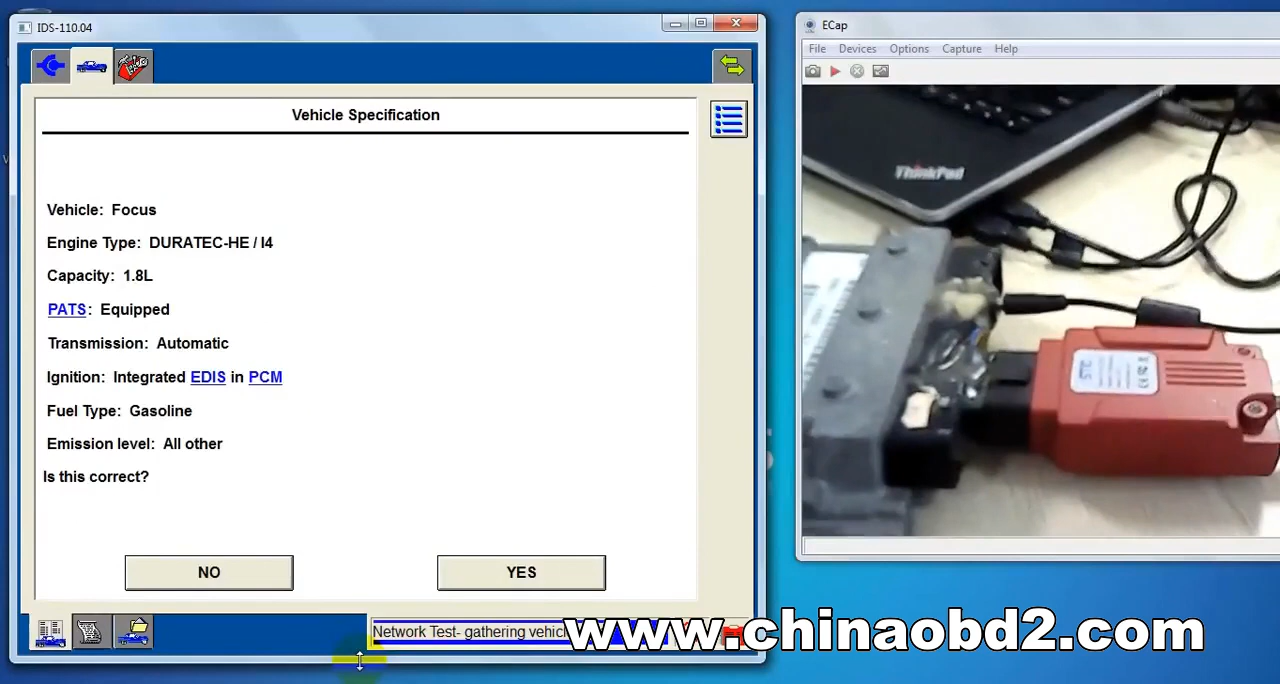 IDS-110.04
Vehicle Specification
Vehicle: Focus
Engine Type: DURATEC-HE / I4
Capacity: 1.8L
PATS: Equipped
Transmission: Automatic
Ignition: Integrated EDIS in PCM
Fuel Type: Gasoline
Emission level: All other
Is this correct?
NO
YES
Network Test- gathering vehicl
ECap
File Devices Options Capture Help
ThinkPad
www.chinaobd2.com